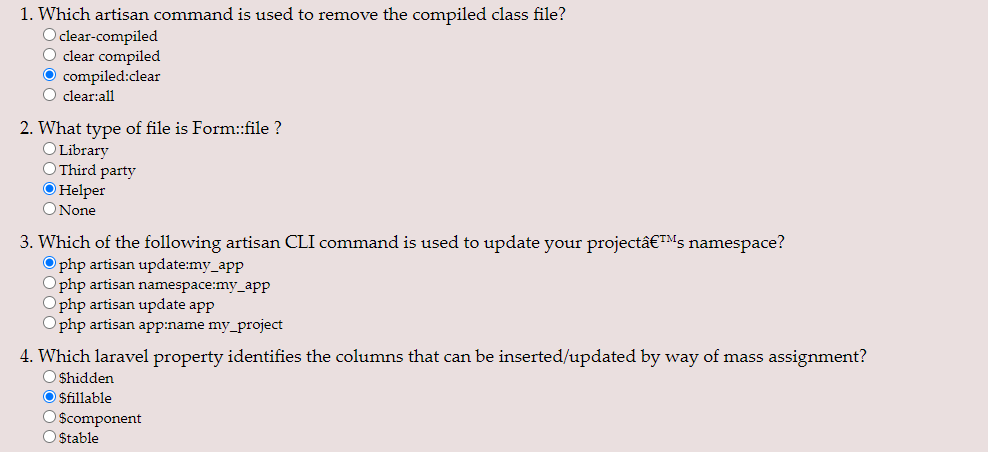 1. Which artisan command is used to remove the compiled class file?
clear-compiled
clear compiled
compiled:clear
clear:all
2. What type of file is Form::file ?
Library
Third party
Helper
None
3. Which of the following artisan CLI command is used to update your projectâ€™s namespace?
php artisan update:my_app
php artisan namespace:my_app
php artisan update app
php artisan app:name my_project
4. Which laravel property identifies the columns that can be inserted/updated by way of mass assignment?
$hidden
$fillable
$component
$table